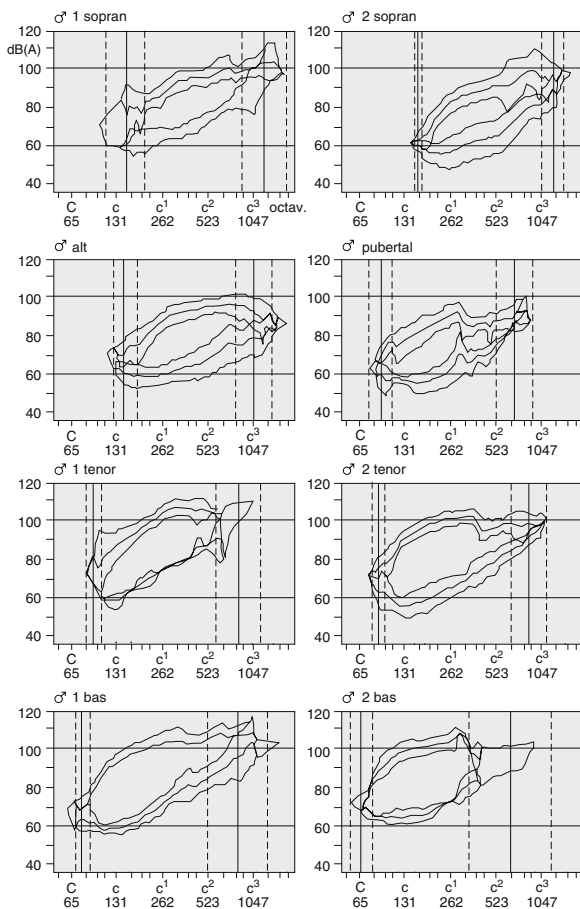 ♂ 1 sopran
♂ 2 sopran
120
dB(A)
100
80
60
40
120
100
80
60
40
C c c¹ c² c³ octav.
65 131 262 523 1047
C c c¹ c² c³
65 131 262 523 1047
♂ alt
♂ pubertal
120
100
80
60
40
120
100
80
60
40
C c c¹ c² c³
65 131 262 523 1047
C c c¹ c² c³
65 131 262 523 1047
♂ 1 tenor
♂ 2 tenor
120
100
80
60
40
120
100
80
60
40
C c c¹ c² c³
65 131 262 523 1047
C c c¹ c² c³
65 131 262 523 1047
♂ 1 bas
♂ 2 bas
120
100
80
60
40
120
100
80
60
40
C c c¹ c² c³
65 131 262 523 1047
C c c¹ c² c³
65 131 262 523 1047